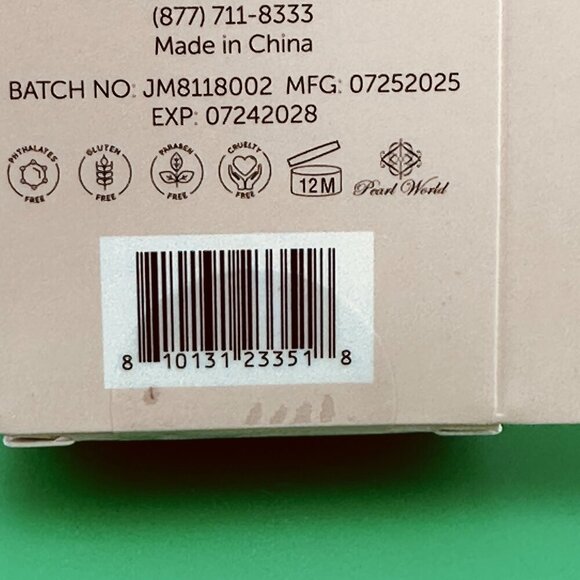 (877) 711-8333
Made in China
BATCH NO: JM8118002 MFG: 07252025
EXP: 07242028
PHTHALATES FREE
GLUTEN FREE
PARABEN FREE
CRUELTY FREE
12M
Pearl World
8 10131 23351 8